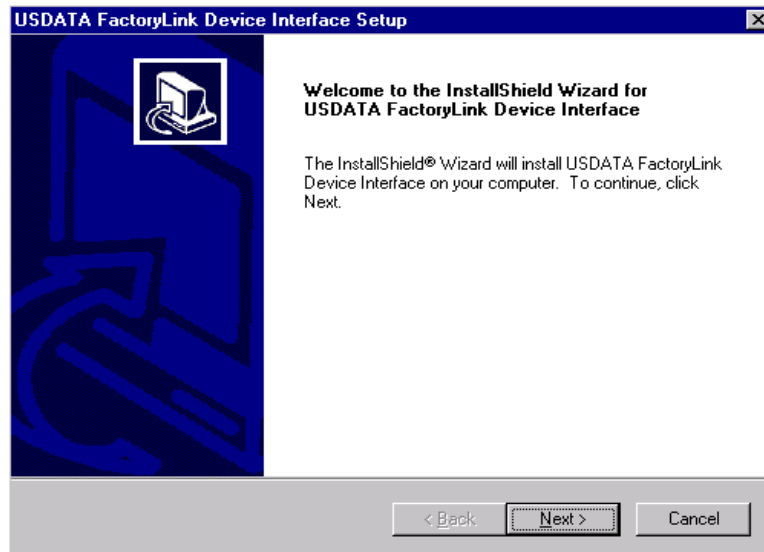 USDATA FactoryLink Device Interface Setup
Welcome to the InstallShield Wizard for
USDATA FactoryLink Device Interface
The InstallShield® Wizard will install USDATA FactoryLink
Device Interface on your computer. To continue, click
Next.
< Back
Next >
Cancel